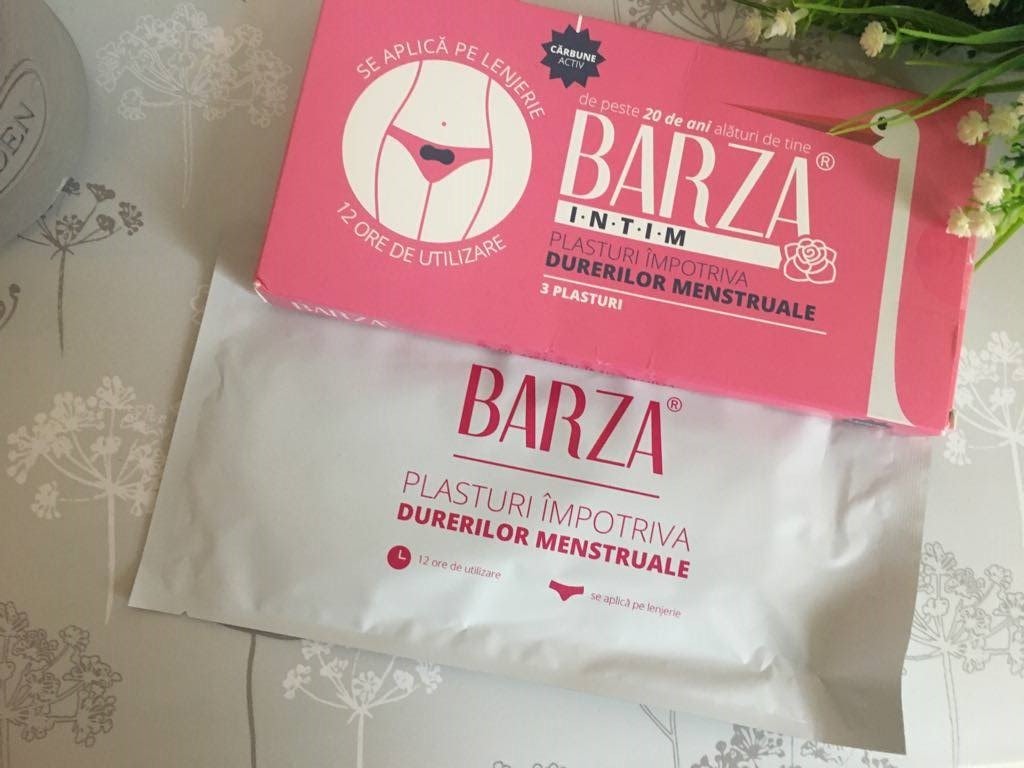 SE APLICĂ PE LENJERIE
12 ORE DE UTILIZARE
CĂRBUNE
ACTIV
de peste 20 de ani alături de tine
BARZA®
I·N·T·I·M
PLASTURI ÎMPOTRIVA
DURERILOR MENSTRUALE
3 PLASTURI
BARZA
BARZA®
PLASTURI ÎMPOTRIVA
DURERILOR MENSTRUALE
12 ore de utilizare
se aplică pe lenjerie